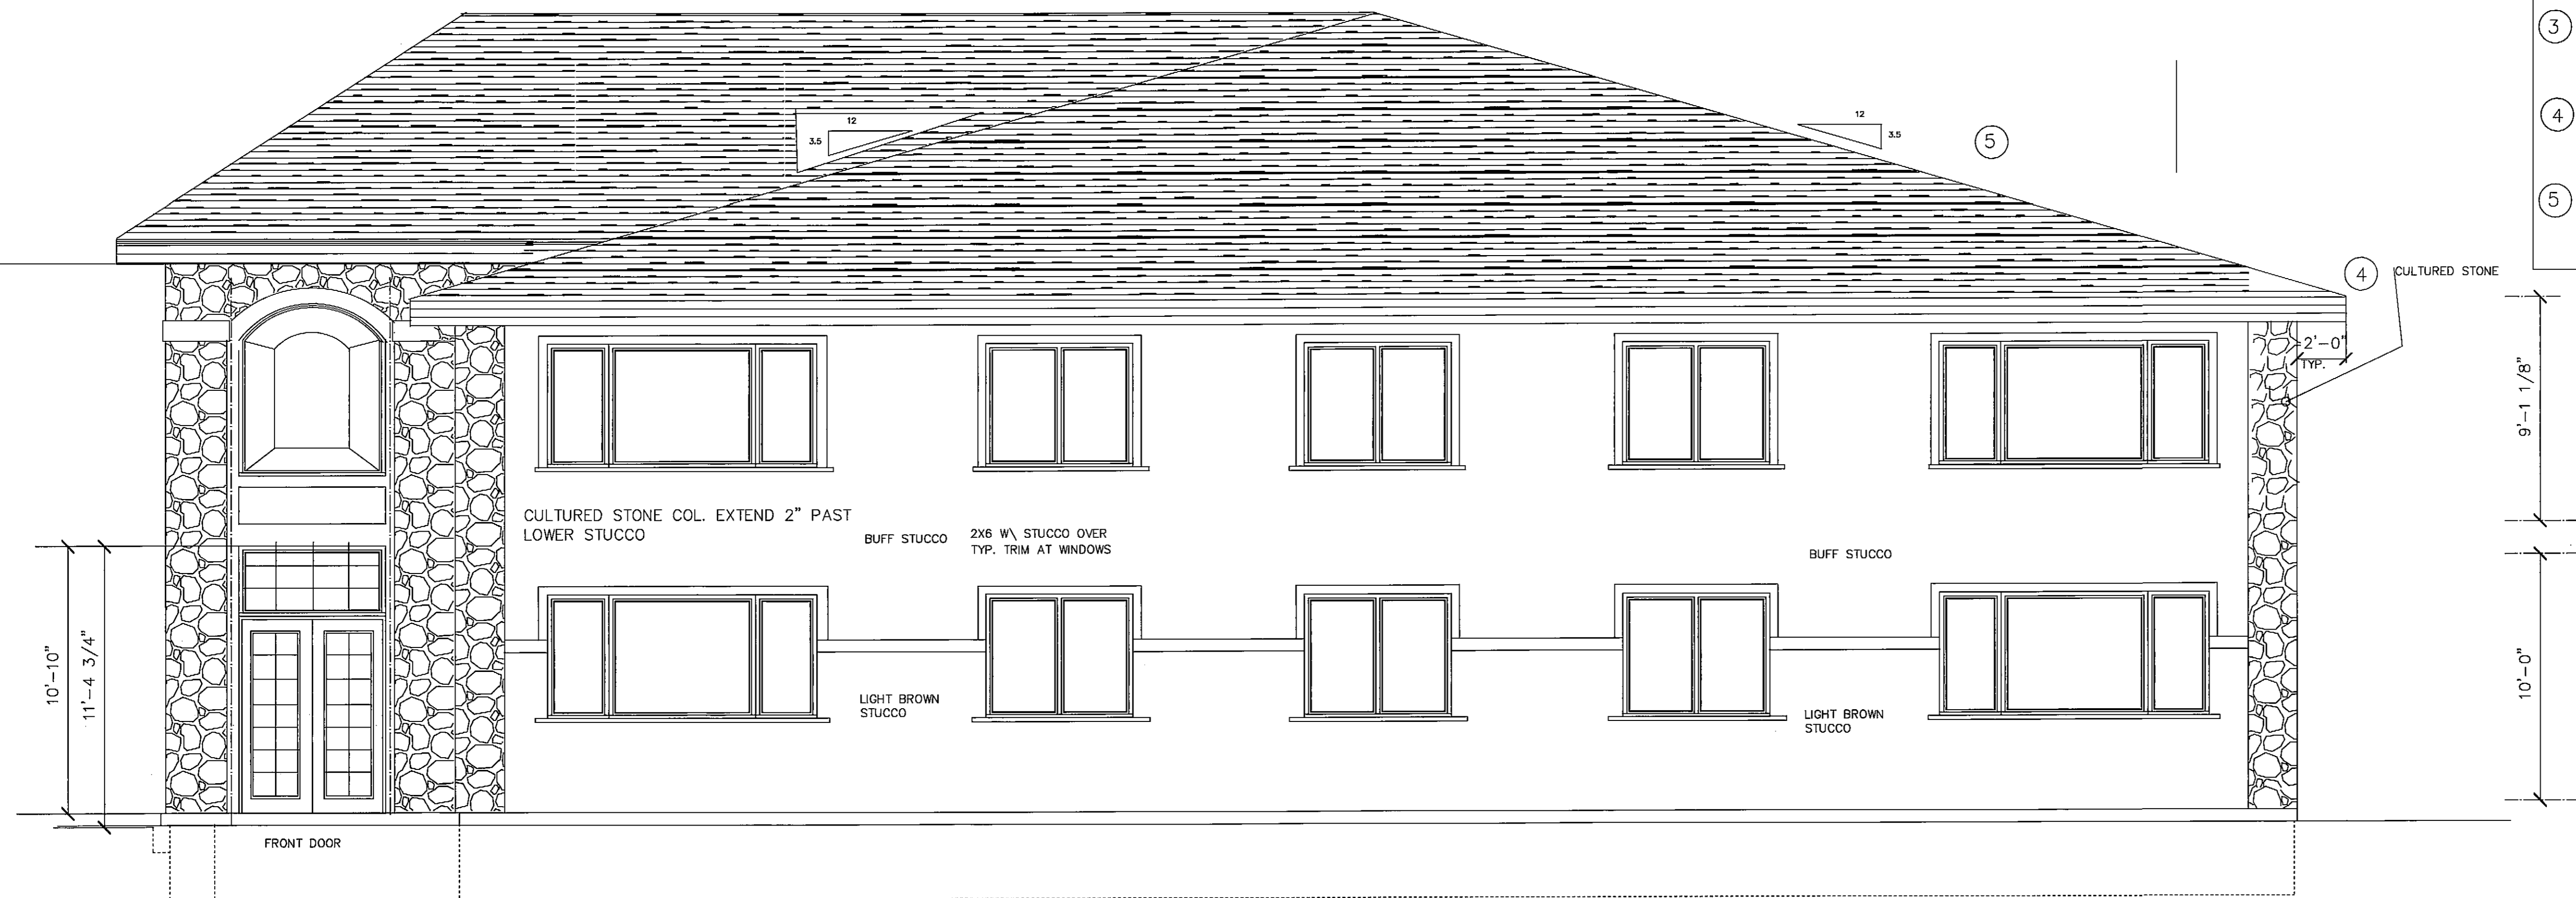 3
12
3.5
12
3.5
4
5
5
4
CULTURED STONE
2'-0"
TYP.
9'-1 1/8"
CULTURED STONE COL. EXTEND 2" PAST
LOWER STUCCO
BUFF STUCCO
2X6 W\ STUCCO OVER
TYP. TRIM AT WINDOWS
BUFF STUCCO
10'-10"
11'-4 3/4"
10'-0"
LIGHT BROWN
STUCCO
LIGHT BROWN
STUCCO
FRONT DOOR